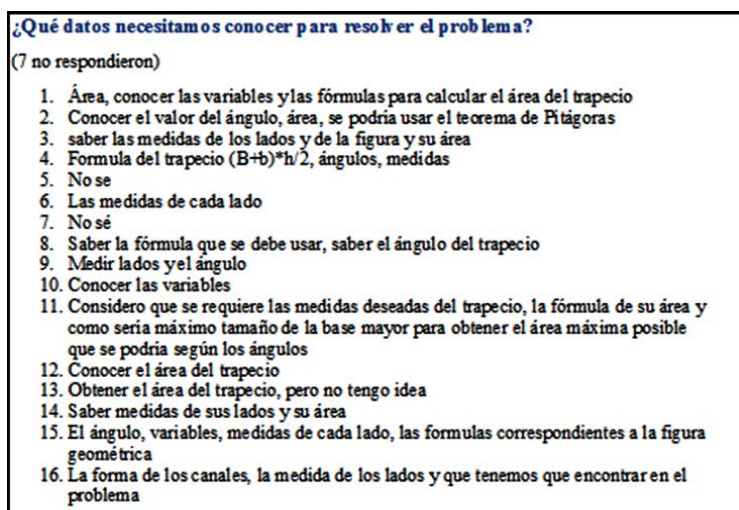 ¿Qué datos necesitamos conocer para resolver el problema?
(7 no respondieron)
1. Área, conocer las variables y las fórmulas para calcular el área del trapecio
2. Conocer el valor del ángulo, área, se podría usar el teorema de Pitágoras
3. saber las medidas de los lados y de la figura y su área
4. Formula del trapecio (B+b)*h/2, ángulos, medidas
5. No se
6. Las medidas de cada lado
7. No sé
8. Saber la fórmula que se debe usar, saber el ángulo del trapecio
9. Medir lados y el ángulo
10. Conocer las variables
11. Considero que se requiere las medidas deseadas del trapecio, la fórmula de su área y
como sería máximo tamaño de la base mayor para obtener el área máxima posible
que se podría según los ángulos
12. Conocer el área del trapecio
13. Obtener el área del trapecio, pero no tengo idea
14. Saber medidas de sus lados y su área
15. El ángulo, variables, medidas de cada lado, las formulas correspondientes a la figura
geométrica
16. La forma de los canales, la medida de los lados y que tenemos que encontrar en el
problema